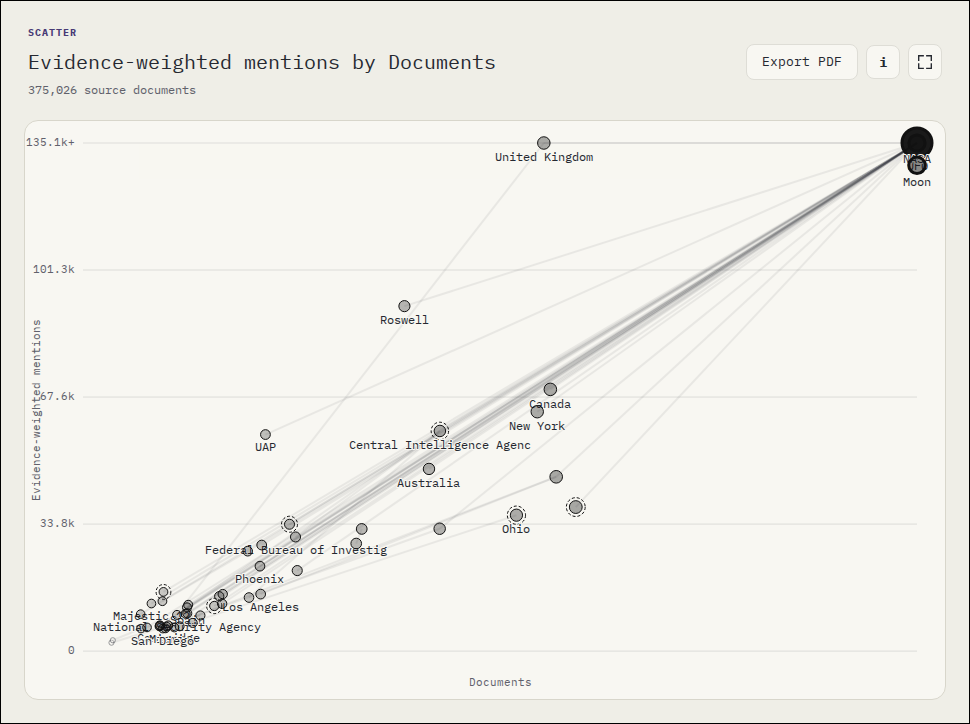 SCATTER
Evidence-weighted mentions by Documents
375,026 source documents
Export PDF
i
135.1k+
101.3k
67.6k
33.8k
0
Evidence-weighted mentions
Documents
United Kingdom
NASA
Moon
Roswell
Canada
New York
UAP
Central Intelligence Agenc
Australia
Ohio
Federal Bureau of Investig
Phoenix
Los Angeles
Majestic
National Security Agency
San Diego